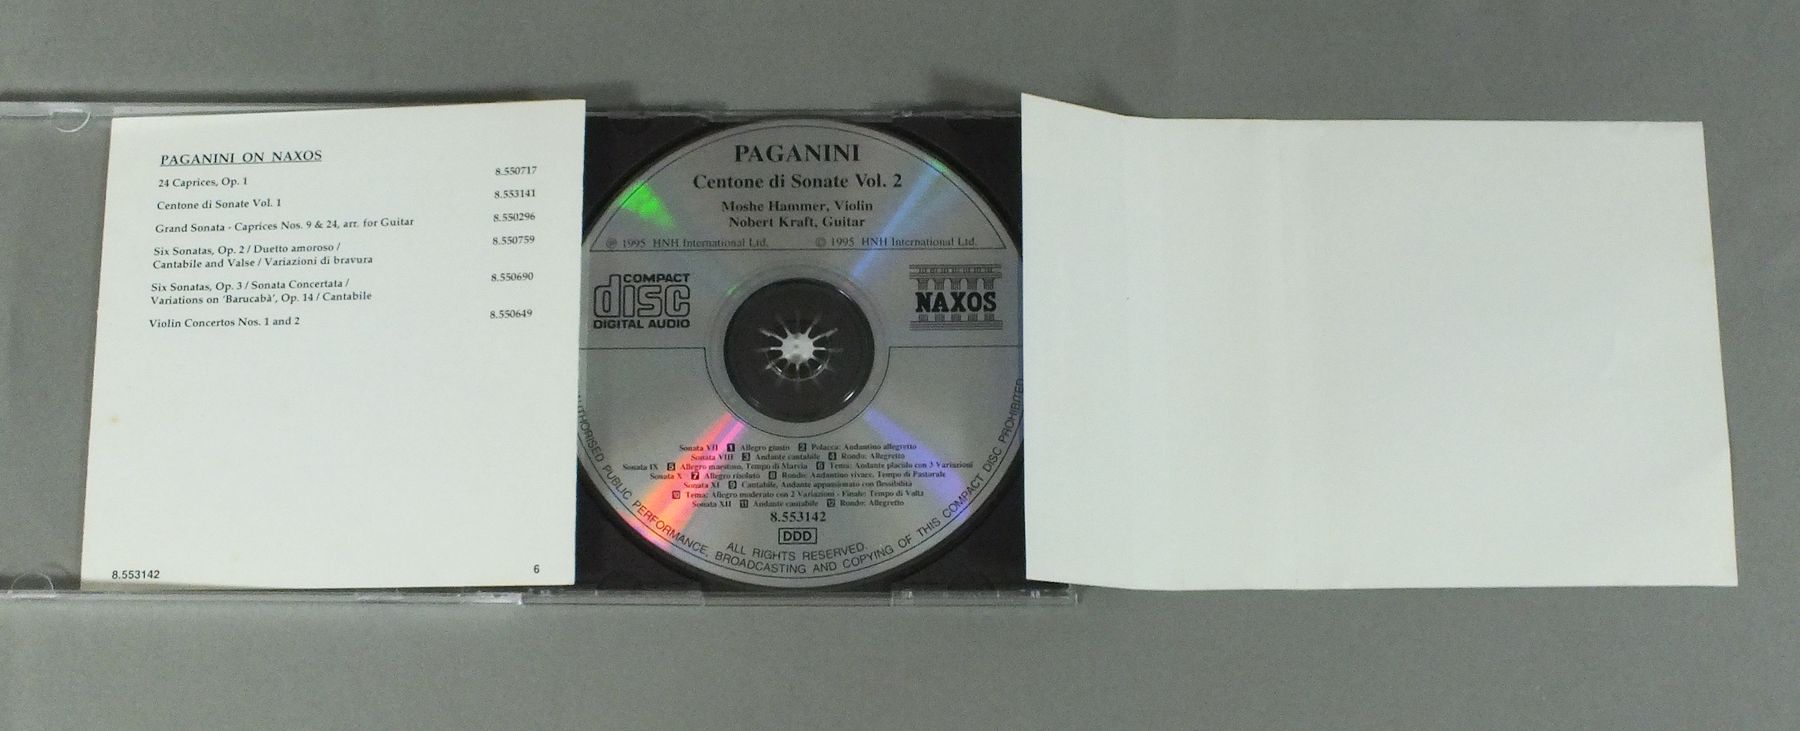 PAGANINI ON NAXOS
24 Caprices, Op. 1 8.550717
Centone di Sonate Vol. 1 8.553141
Grand Sonata - Caprices Nos. 9 & 24, arr. for Guitar 8.550296
Six Sonatas, Op. 2 / Duetto amoroso / 8.550759
Cantabile and Valse / Variazioni di bravura
Six Sonatas, Op. 3 / Sonata Concertata / 8.550690
Variations on 'Barucabà', Op. 14 / Cantabile
Violin Concertos Nos. 1 and 2 8.550649
8.553142 6
PAGANINI
Centone di Sonate Vol. 2
Moshe Hammer, Violin
Nobert Kraft, Guitar
℗ 1995 HNH International Ltd. © 1995 HNH International Ltd.
COMPACT
disc
DIGITAL AUDIO
NAXOS
Sonata VII 1 Allegro giusto 2 Polacca: Andantino allegretto
Sonata VIII 3 Andante cantabile 4 Rondo: Allegretto
Sonata IX 5 Allegro maestoso, Tempo di Marcia 6 Tema: Andante placido con 3 Variazioni
Sonata X 7 Allegro risoluto 8 Rondo: Andantino vivace, Tempo di Pastorale
Sonata XI 9 Cantabile, Andante appassionato con flessibilità
10 Tema: Allegro moderato con 2 Variazioni - Finale: Tempo di Valtz
Sonata XII 11 Andante cantabile 12 Rondo: Allegretto
8.553142
DDD
ALL RIGHTS RESERVED.
AUTHORISED PUBLIC PERFORMANCE, BROADCASTING AND COPYING OF THIS COMPACT DISC PROHIBITED